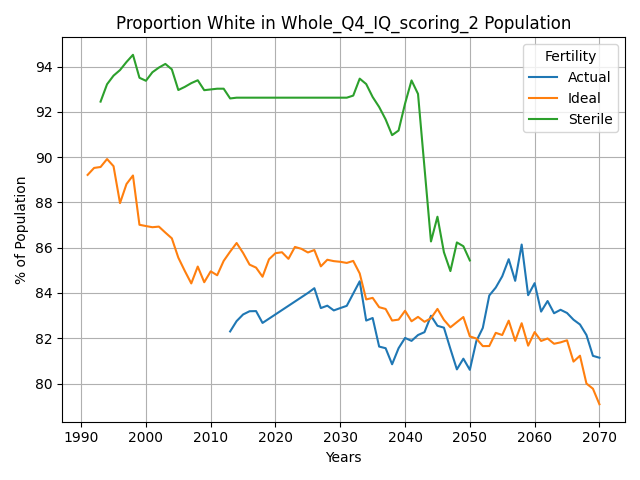 Proportion White in Whole_Q4_IQ_scoring_2 Population
Fertility
Actual
Ideal
Sterile
% of Population
94
92
90
88
86
84
82
80
1990
2000
2010
2020
2030
2040
2050
2060
2070
Years